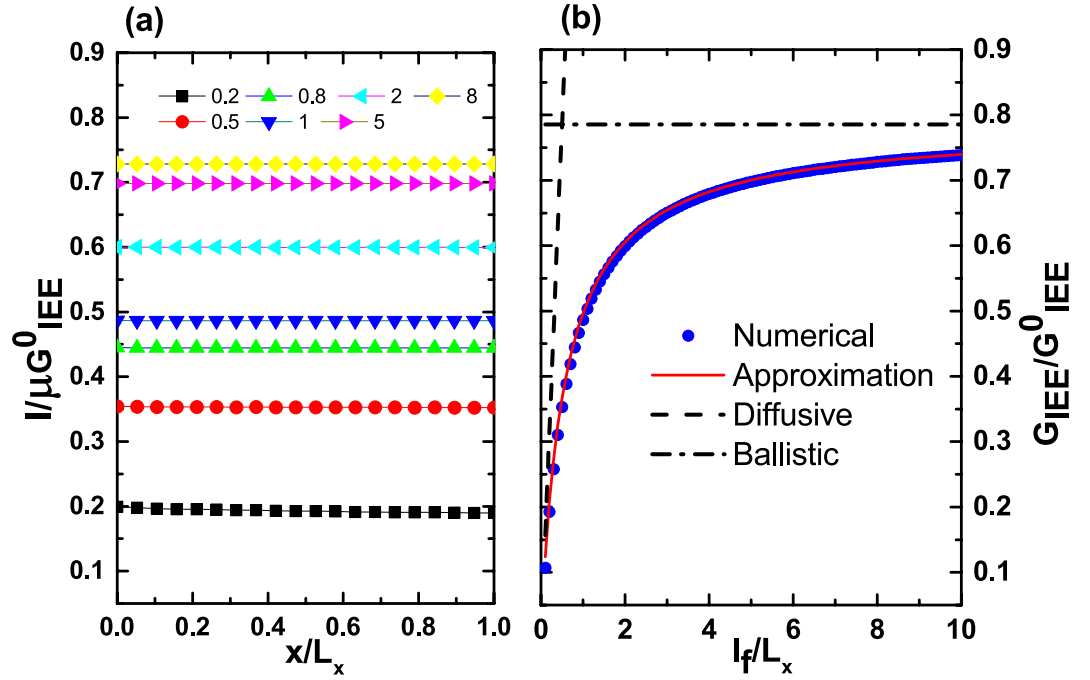 (a)
0.9
0.8
0.7
0.6
0.5
0.4
0.3
0.2
0.1
I/μG⁰IEE
0.2 0.8 2 8
0.5 1 5
0.0 0.2 0.4 0.6 0.8 1.0
x/Lx
(b)
Numerical
Approximation
Diffusive
Ballistic
0 2 4 6 8 10
lf/Lx
0.9
0.8
0.7
0.6
0.5
0.4
0.3
0.2
0.1
GIEE/G⁰IEE